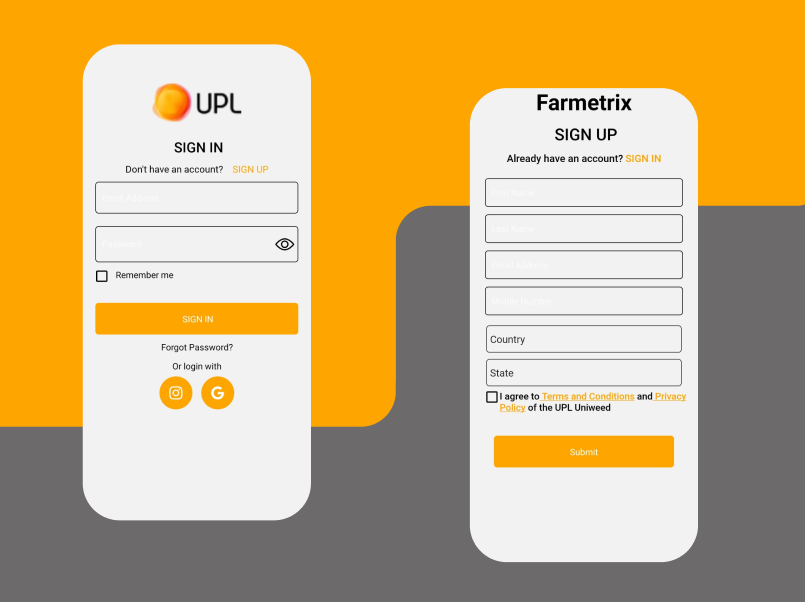 UPL
SIGN IN
Don't have an account? SIGN UP
Email Address
Password
Remember me
SIGN IN
Forgot Password?
Or login with
G
Farmetrix
SIGN UP
Already have an account? SIGN IN
First Name
Last Name
Email Address
Mobile Number
Country
State
I agree to Terms and Conditions and Privacy
Policy of the UPL Uniweed
Submit